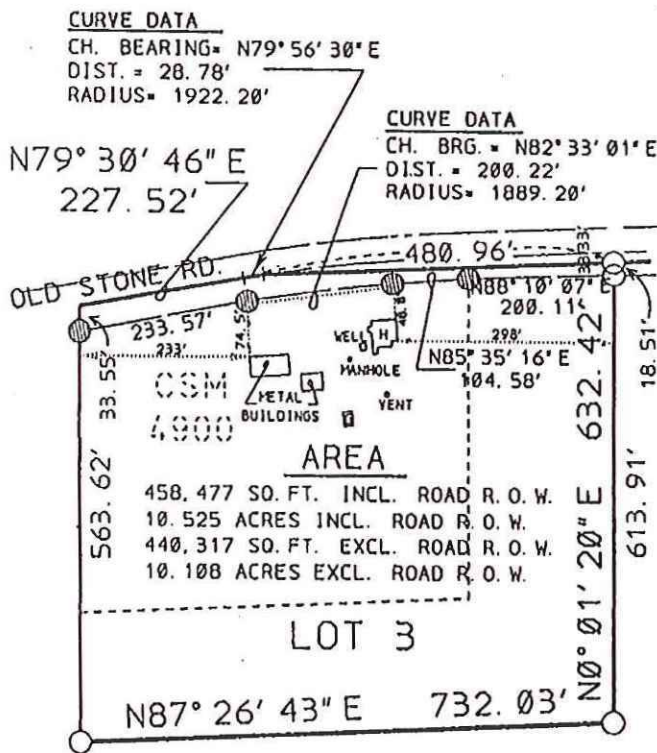 CURVE DATA
CH. BEARING= N79° 56' 30" E
DIST. = 28. 78'
RADIUS= 1922. 20'
CURVE DATA
CH. BRG. = N82° 33' 01" E
DIST. = 200. 22'
RADIUS= 1889. 20'
N79° 30' 46" E
227. 52'
480. 96'
33'
33'
OLD STONE RD.
N88° 10' 07" E
200. 11'
233. 57'
233'
74. 5'
WELL
H
298'
N85° 35' 16" E
104. 58'
MANHOLE
METAL
BUILDINGS
VENT
33. 55'
CSM
4900
18. 51'
632. 42'
563. 62'
613. 91'
N0° 01' 20" E
AREA
458, 477 SQ. FT. INCL. ROAD R. O. W.
10. 525 ACRES INCL. ROAD R. O. W.
440, 317 SQ. FT. EXCL. ROAD R. O. W.
10. 108 ACRES EXCL. ROAD R. O. W.
LOT 3
N87° 26' 43" E 732. 03'